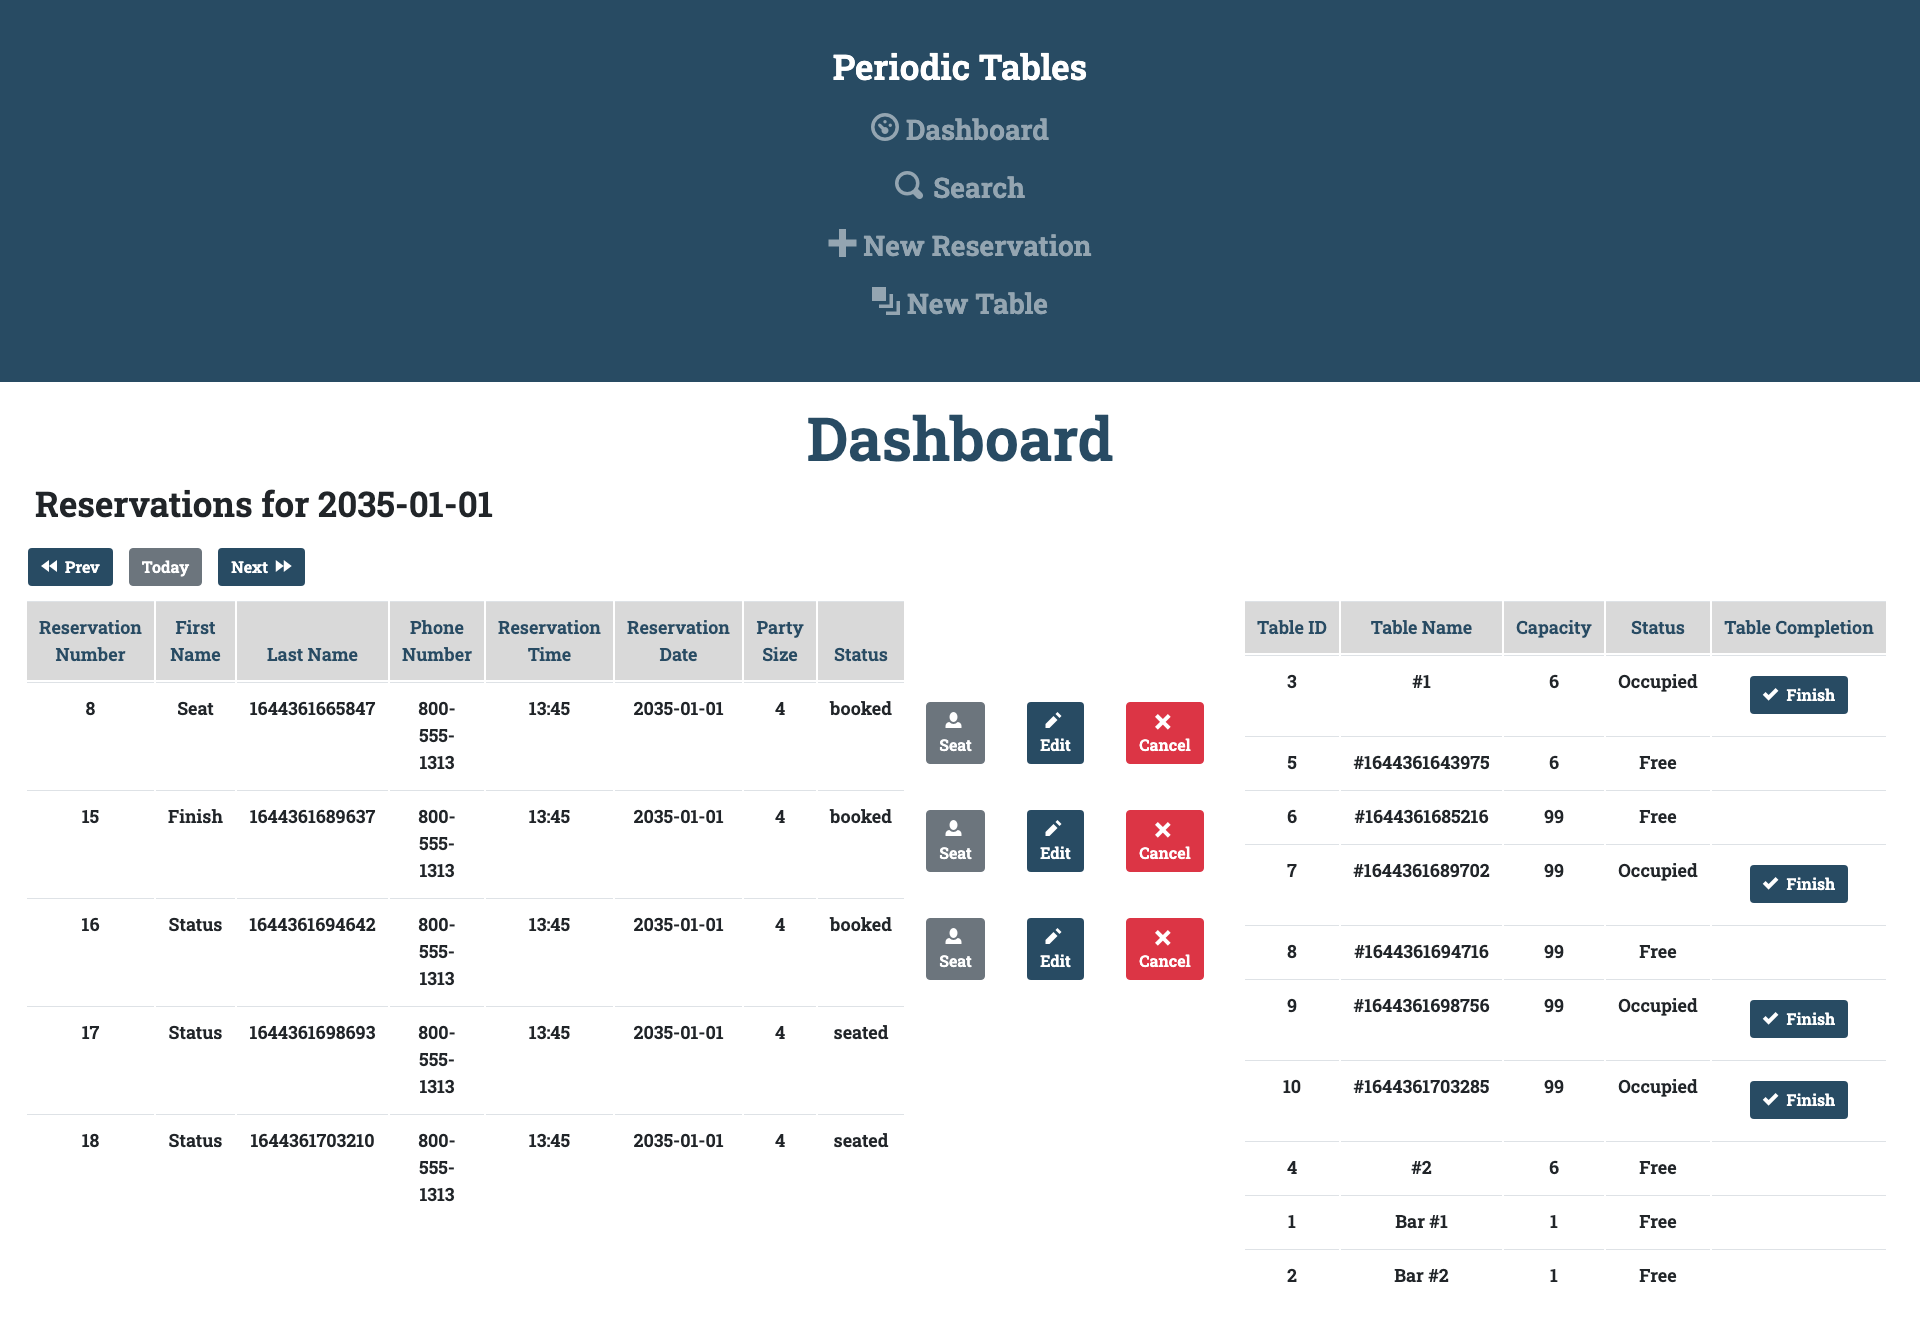 Periodic Tables
Dashboard
Search
New Reservation
New Table
Dashboard
Reservations for 2035-01-01
Prev Today Next
Reservation Number First Name Last Name Phone Number Reservation Time Reservation Date Party Size Status
8 Seat 1644361665847 800-555-1313 13:45 2035-01-01 4 booked Seat Edit Cancel
15 Finish 1644361689637 800-555-1313 13:45 2035-01-01 4 booked Seat Edit Cancel
16 Status 1644361694642 800-555-1313 13:45 2035-01-01 4 booked Seat Edit Cancel
17 Status 1644361698693 800-555-1313 13:45 2035-01-01 4 seated
18 Status 1644361703210 800-555-1313 13:45 2035-01-01 4 seated
Table ID Table Name Capacity Status Table Completion
3 #1 6 Occupied Finish
5 #1644361643975 6 Free
6 #1644361685216 99 Free
7 #1644361689702 99 Occupied Finish
8 #1644361694716 99 Free
9 #1644361698756 99 Occupied Finish
10 #1644361703285 99 Occupied Finish
4 #2 6 Free
1 Bar #1 1 Free
2 Bar #2 1 Free